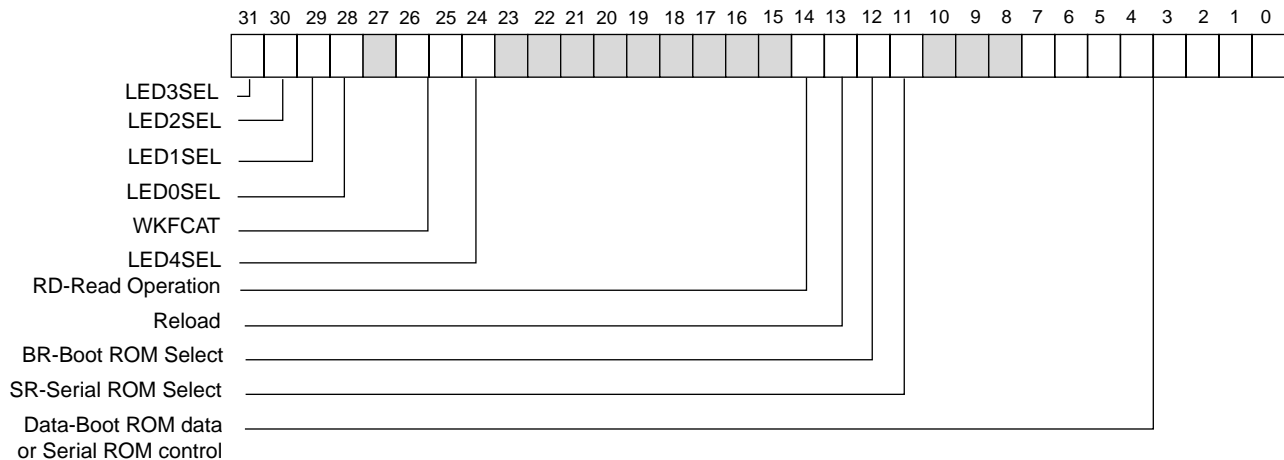 31 30 29 28 27 26 25 24 23 22 21 20 19 18 17 16 15 14 13 12 11 10 9 8 7 6 5 4 3 2 1 0
LED3SEL
LED2SEL
LED1SEL
LED0SEL
WKFCAT
LED4SEL
RD-Read Operation
Reload
BR-Boot ROM Select
SR-Serial ROM Select
Data-Boot ROM data
or Serial ROM control